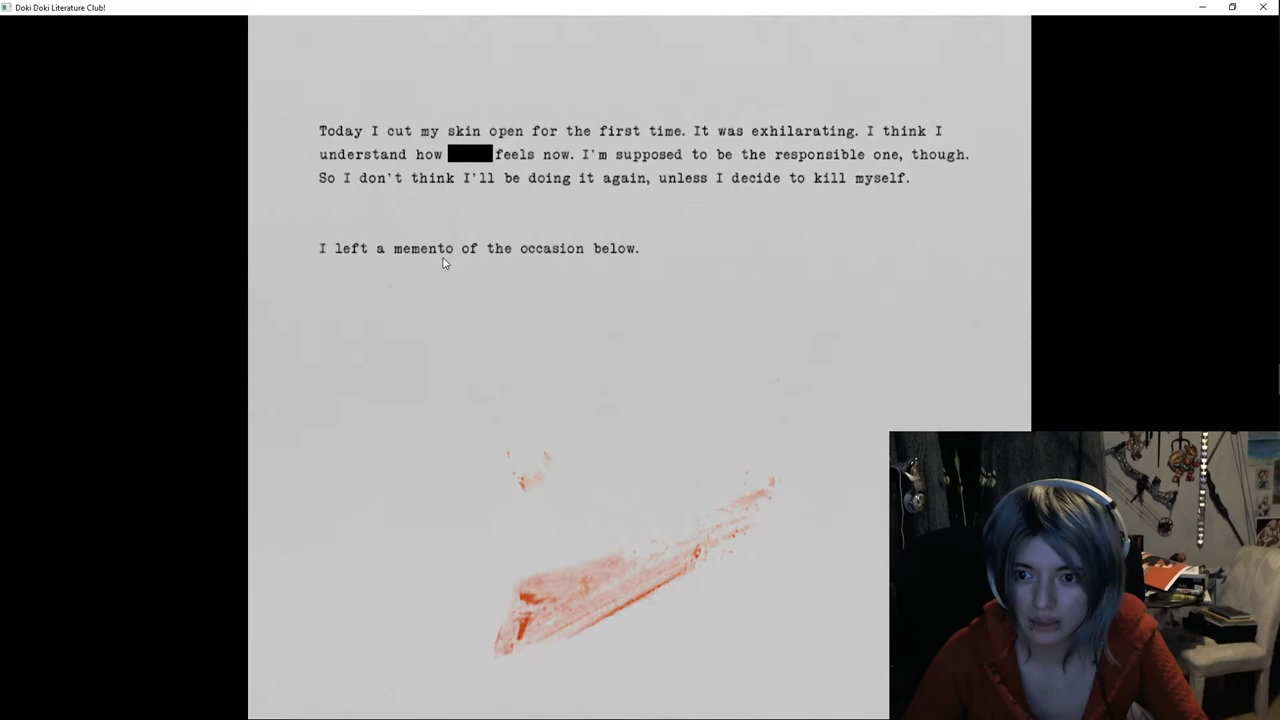 Doki Doki Literature Club!
Today I cut my skin open for the first time. It was exhilarating. I think I
understand how feels now. I'm supposed to be the responsible one, though.
So I don't think I'll be doing it again, unless I decide to kill myself.
I left a memento of the occasion below.